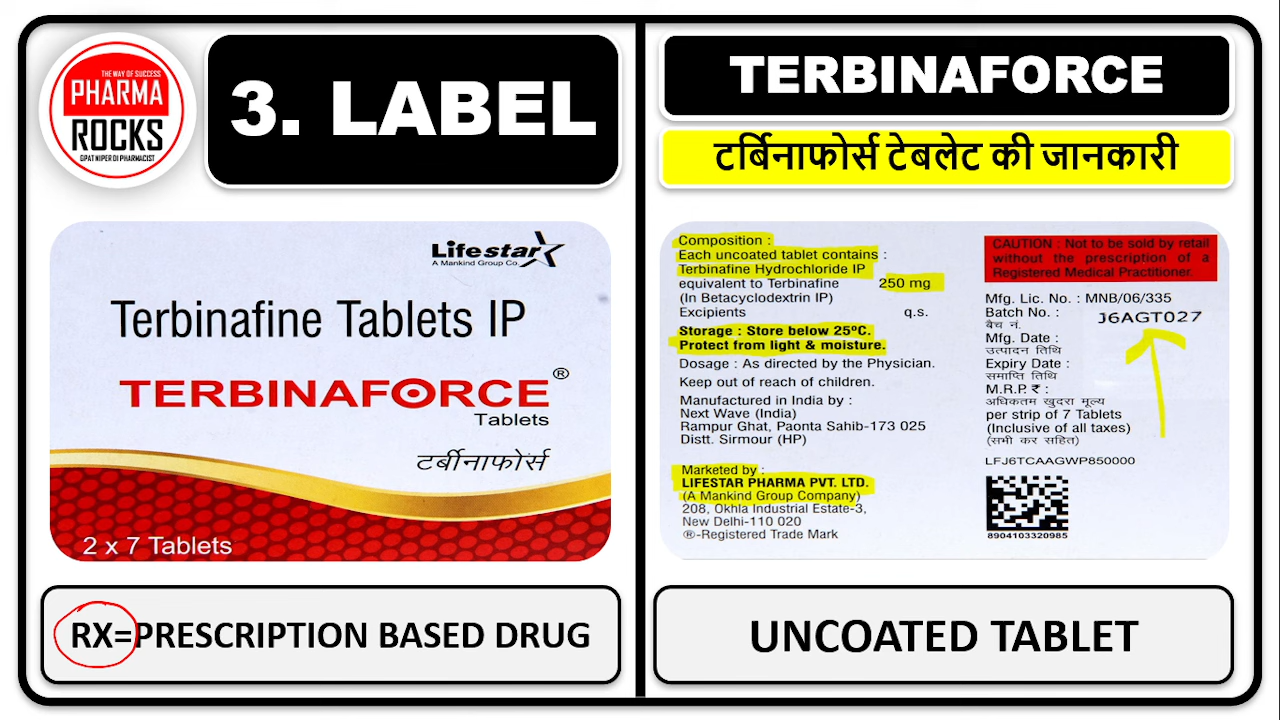 THE WAY OF SUCCESS
PHARMA
ROCKS
GPAT NIPER DI PHARMACIST
3. LABEL
TERBINAFORCE
टर्बिनाफोर्स टेबलेट की जानकारी
Lifestar
A Mankind Group Co.
Terbinafine Tablets IP
TERBINAFORCE®
Tablets
टर्बीनाफोर्स
2 x 7 Tablets
Composition :
Each uncoated tablet contains :
Terbinafine Hydrochloride IP
equivalent to Terbinafine 250 mg
(In Betacyclodextrin IP)
Excipients q.s.
Storage : Store below 25ºC.
Protect from light & moisture.
Dosage : As directed by the Physician.
Keep out of reach of children.
Manufactured in India by :
Next Wave (India)
Rampur Ghat, Paonta Sahib-173 025
Distt. Sirmour (HP)
Marketed by :
LIFESTAR PHARMA PVT. LTD.
(A Mankind Group Company)
208, Okhla Industrial Estate-3,
New Delhi-110 020
®-Registered Trade Mark
CAUTION : Not to be sold by retail
without the prescription of a
Registered Medical Practitioner.
Mfg. Lic. No. : MNB/06/335
Batch No. : J6AGT027
बैच नं.
Mfg. Date :
उत्पादन तिथि
Expiry Date :
समाप्ति तिथि
M.R.P. ₹ :
अधिकतम खुदरा मूल्य
per strip of 7 Tablets
(Inclusive of all taxes)
(सभी कर सहित)
LFJ6TCAAGWP850000
8904103320985
RX=PRESCRIPTION BASED DRUG
UNCOATED TABLET